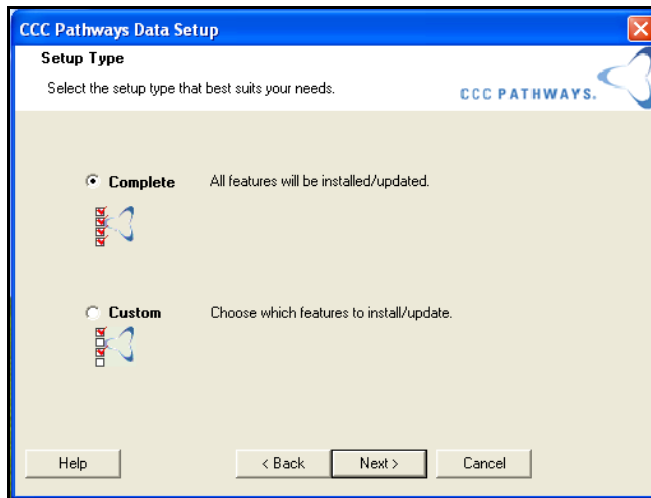 CCC Pathways Data Setup
Setup Type
Select the setup type that best suits your needs.
CCC PATHWAYS.
Complete All features will be installed/updated.
Custom Choose which features to install/update.
Help < Back Next > Cancel